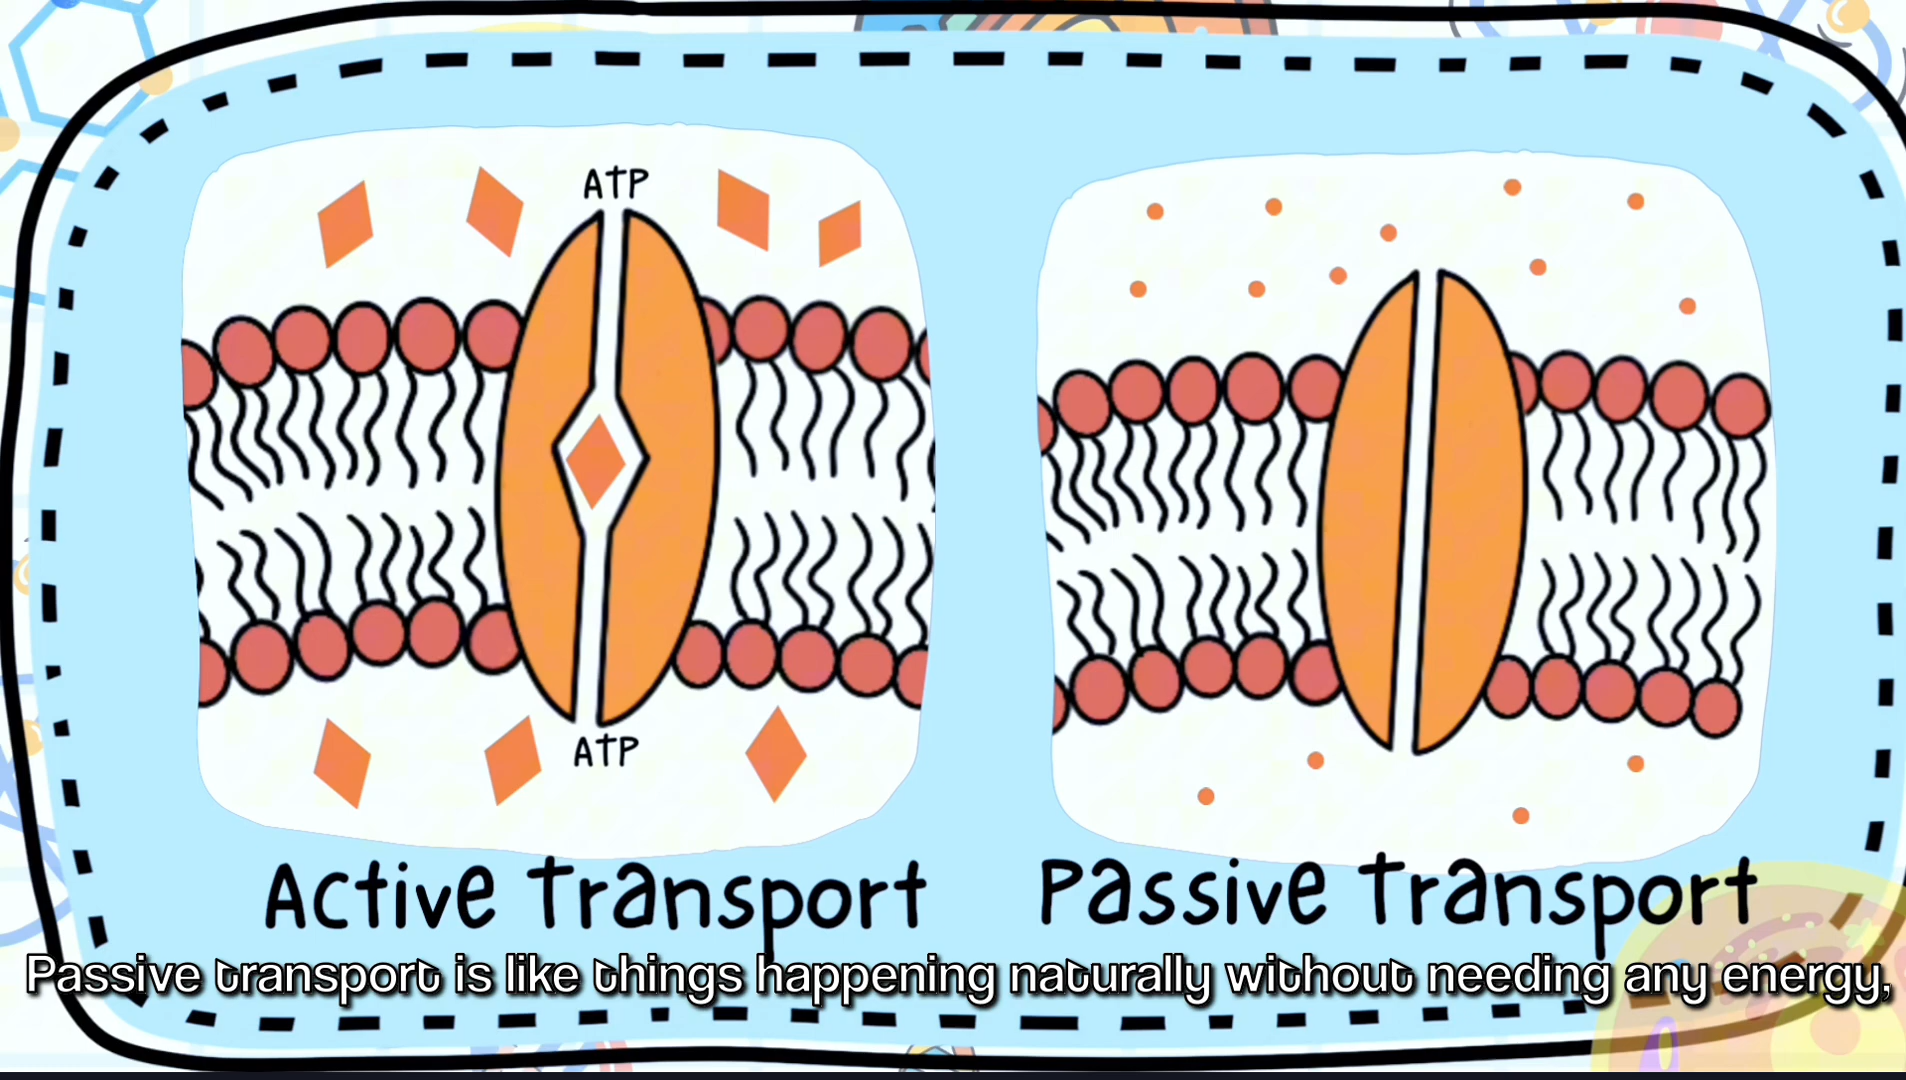 ATP
ATP
Active Transport
Passive Transport
Passive transport is like things happening naturally without needing any energy,